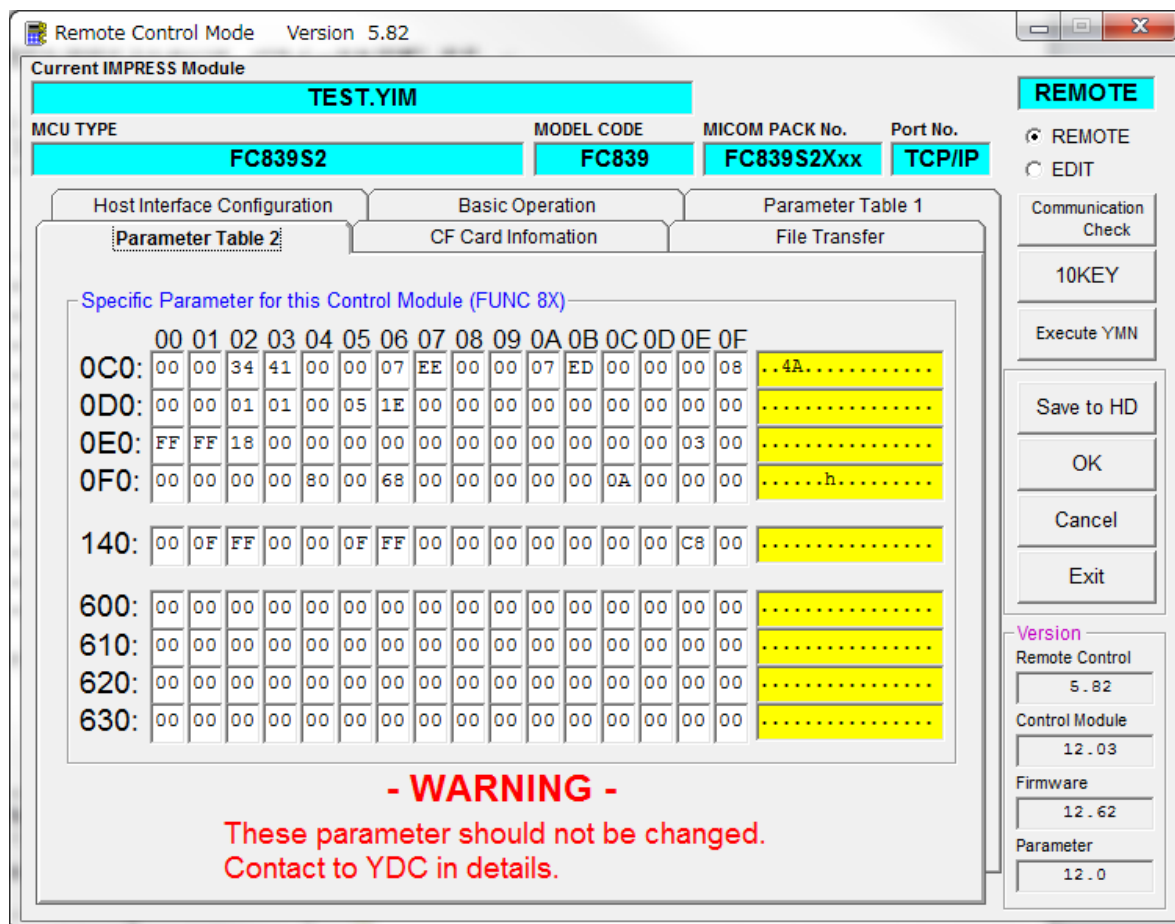 Remote Control Mode Version 5.82
Current IMPRESS Module
TEST.YIM
MCU TYPE MODEL CODE MICOM PACK No. Port No.
FC839S2 FC839 FC839S2Xxx TCP/IP
REMOTE
REMOTE
EDIT
Host Interface Configuration Basic Operation Parameter Table 1
Parameter Table 2 CF Card Infomation File Transfer
Specific Parameter for this Control Module (FUNC 8X)
00 01 02 03 04 05 06 07 08 09 0A 0B 0C 0D 0E 0F
0C0: 00 00 34 41 00 00 07 EE 00 00 07 ED 00 00 00 08 ..4A............
0D0: 00 00 01 01 00 05 1E 00 00 00 00 00 00 00 00 00 ................
0E0: FF FF 18 00 00 00 00 00 00 00 00 00 00 00 03 00 ................
0F0: 00 00 00 00 80 00 68 00 00 00 00 00 0A 00 00 00 ......h.........
140: 00 0F FF 00 00 0F FF 00 00 00 00 00 00 00 C8 00 ................
600: 00 00 00 00 00 00 00 00 00 00 00 00 00 00 00 00 ................
610: 00 00 00 00 00 00 00 00 00 00 00 00 00 00 00 00 ................
620: 00 00 00 00 00 00 00 00 00 00 00 00 00 00 00 00 ................
630: 00 00 00 00 00 00 00 00 00 00 00 00 00 00 00 00 ................
- WARNING -
These parameter should not be changed.
Contact to YDC in details.
Communication
Check
10KEY
Execute YMN
Save to HD
OK
Cancel
Exit
Version
Remote Control
5.82
Control Module
12.03
Firmware
12.62
Parameter
12.0